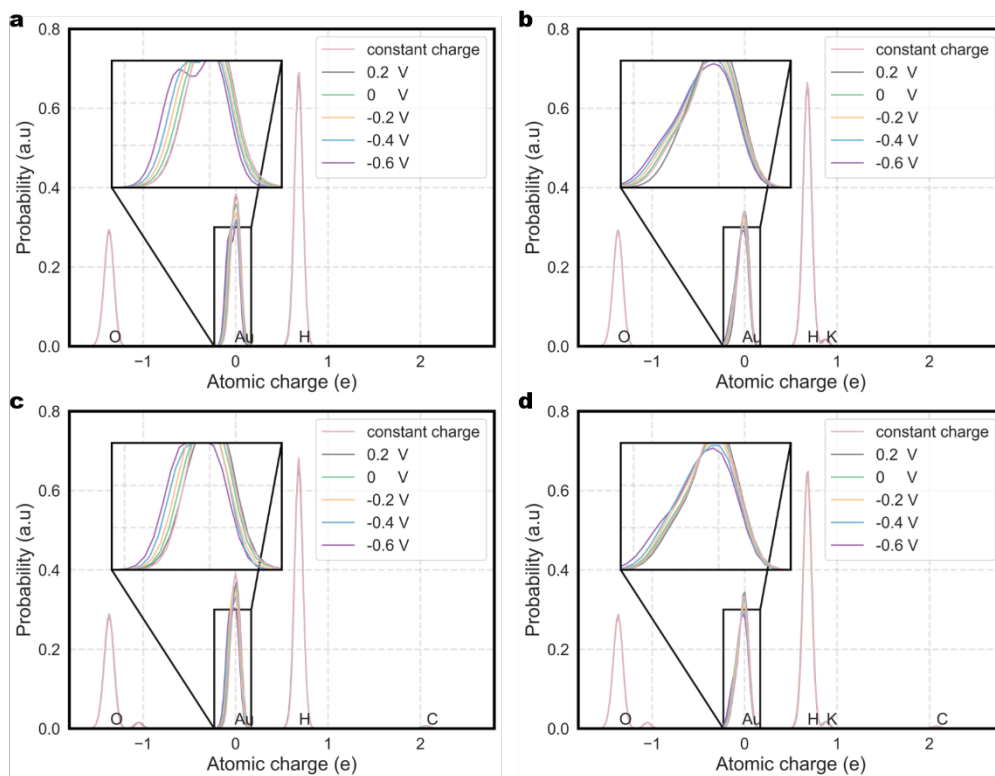 a
0.8
0.6
0.4
0.2
0.0
Probability (a.u)
constant charge
0.2 V
0 V
-0.2 V
-0.4 V
-0.6 V
O
Au
H
−1
0
1
2
Atomic charge (e)
b
0.8
0.6
0.4
0.2
0.0
Probability (a.u)
constant charge
0.2 V
0 V
-0.2 V
-0.4 V
-0.6 V
O
Au
H
K
−1
0
1
2
Atomic charge (e)
c
0.8
0.6
0.4
0.2
0.0
Probability (a.u)
constant charge
0.2 V
0 V
-0.2 V
-0.4 V
-0.6 V
O
Au
H
C
−1
0
1
2
Atomic charge (e)
d
0.8
0.6
0.4
0.2
0.0
Probability (a.u)
constant charge
0.2 V
0 V
-0.2 V
-0.4 V
-0.6 V
O
Au
H
K
C
−1
0
1
2
Atomic charge (e)